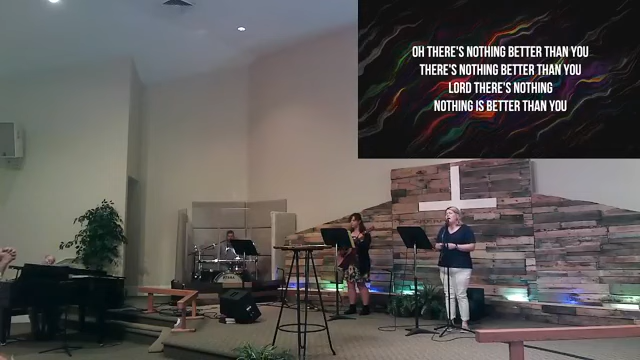 OH THERE'S NOTHING BETTER THAN YOU
THERE'S NOTHING BETTER THAN YOU
LORD THERE'S NOTHING
NOTHING IS BETTER THAN YOU